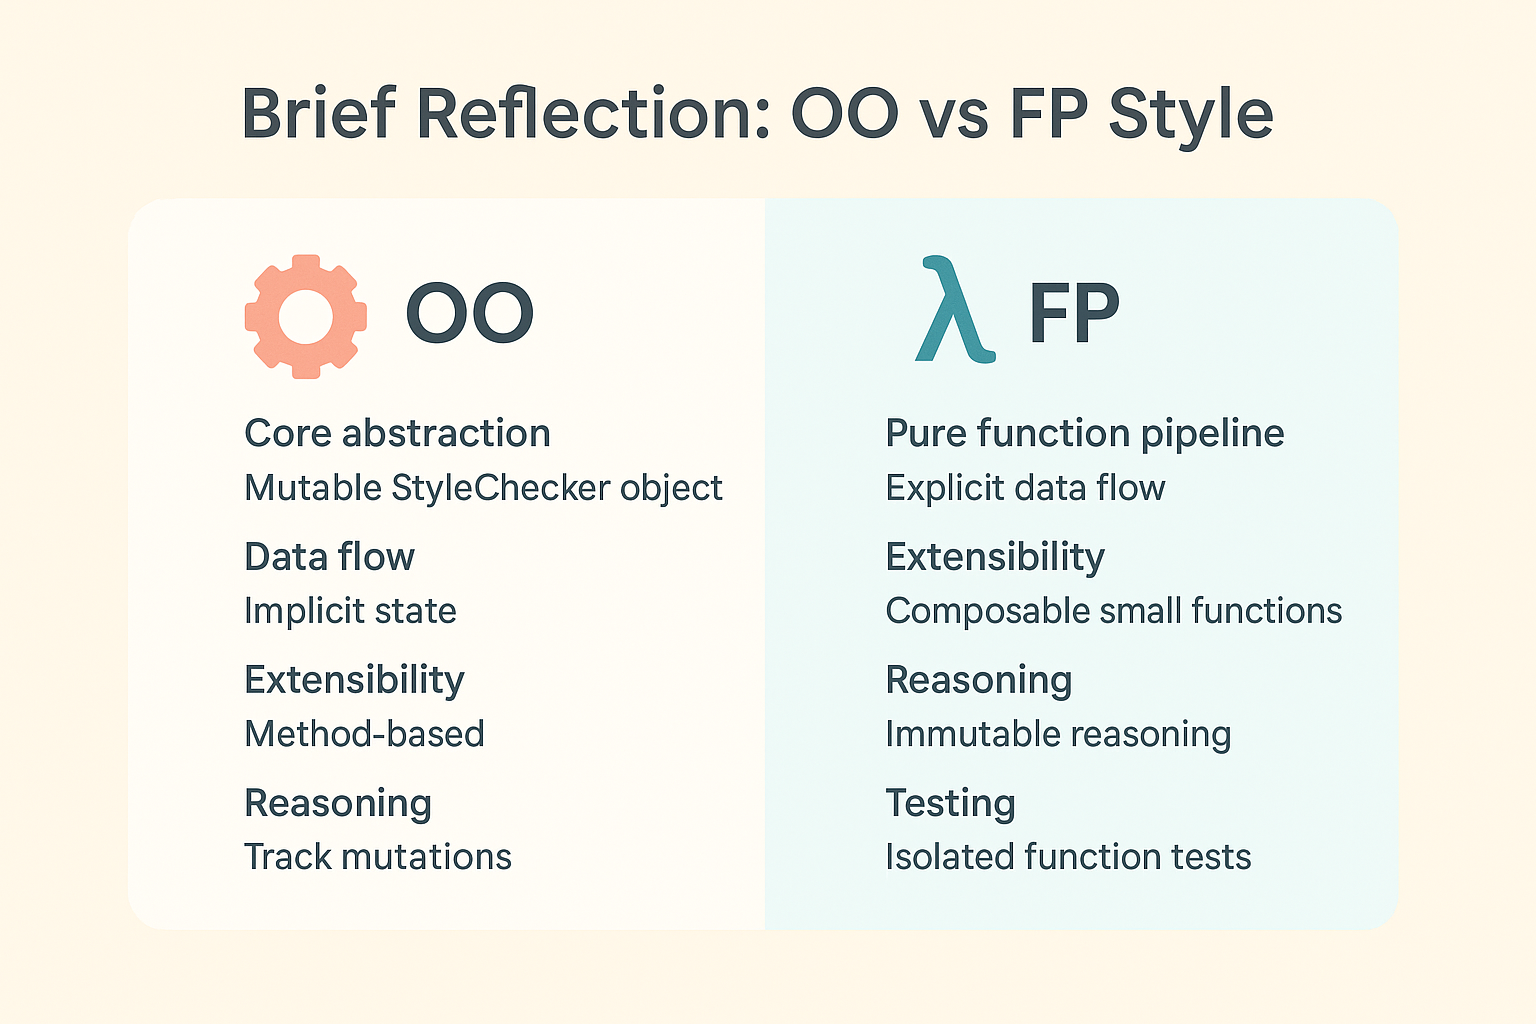 Brief Reflection: OO vs FP Style
OO
Core abstraction
Mutable StyleChecker object
Data flow
Implicit state
Extensibility
Method-based
Reasoning
Track mutations
λ FP
Pure function pipeline
Explicit data flow
Extensibility
Composable small functions
Reasoning
Immutable reasoning
Testing
Isolated function tests